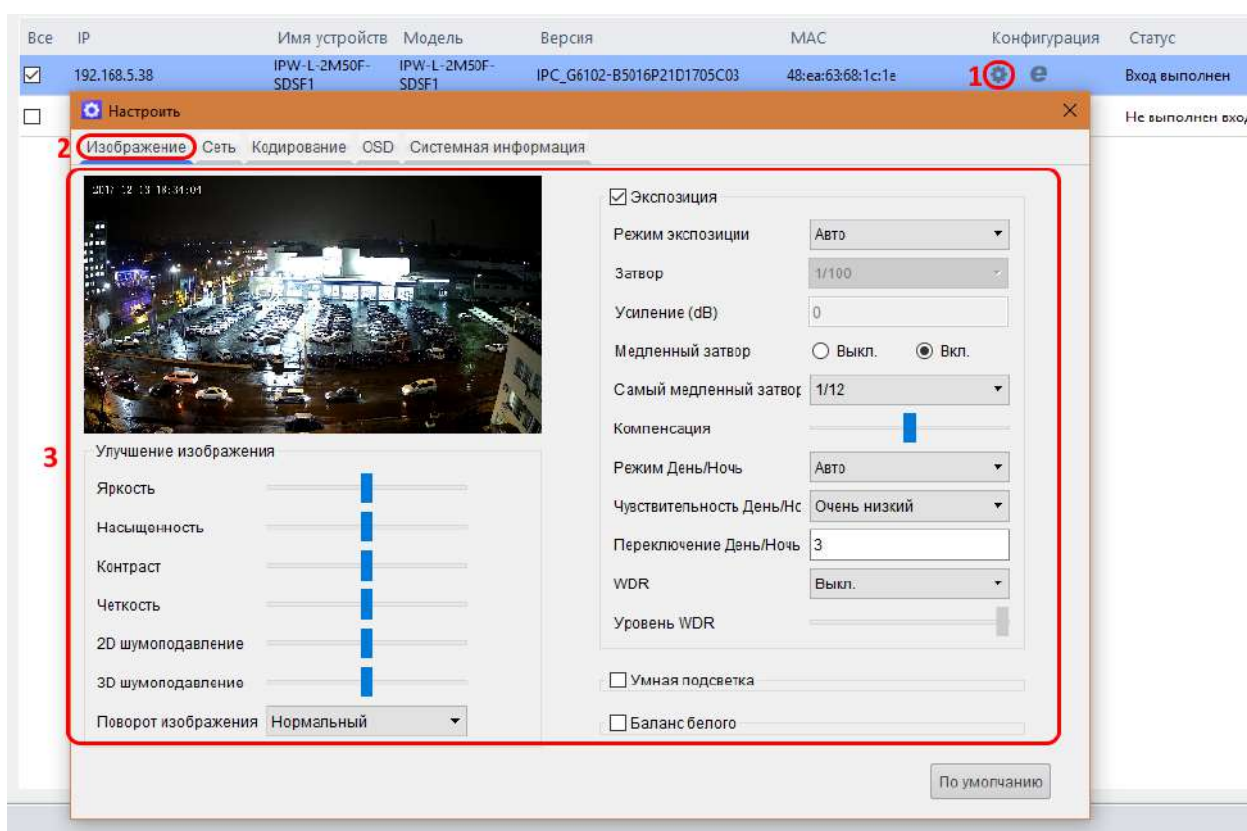 Все IP Имя устройств Модель Версия MAC Конфигурация Статус
192.168.5.38 IPW-L-2M50F-SDSF1 IPW-L-2M50F-SDSF1 IPC_G6102-B5016P21D1705C03 48:ea:63:68:1c:1e 1 e Вход выполнен
Настроить
Не выполнен вход
2 Изображение Сеть Кодирование OSD Системная информация
3
Экспозиция
Режим экспозиции Авто
Затвор 1/100
Усиление (dB) 0
Медленный затвор Выкл. Вкл.
Самый медленный затвор 1/12
Компенсация
Режим День/Ночь Авто
Чувствительность День/Нс Очень низкий
Переключение День/Ночь 3
WDR Выкл.
Уровень WDR
Умная подсветка
Баланс белого
Улучшение изображения
Яркость
Насыщенность
Контраст
Четкость
2D шумоподавление
3D шумоподавление
Поворот изображения Нормальный
По умолчанию